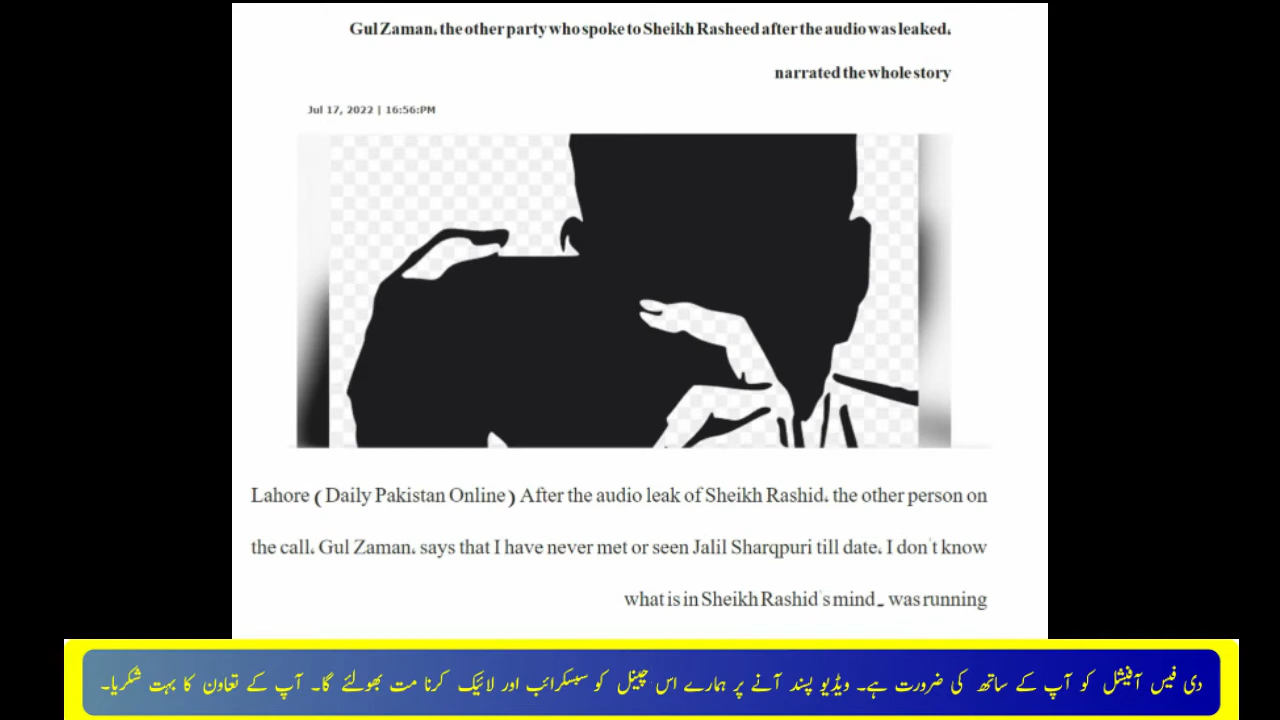 Gul Zaman، the other party who spoke to Sheikh Rasheed after the audio was leaked،
narrated the whole story
Jul 17, 2022 | 16:56:PM
Lahore ( Daily Pakistan Online ) After the audio leak of Sheikh Rashid، the other person on
the call، Gul Zaman، says that I have never met or seen Jalil Sharqpuri till date، I don't know
what is in Sheikh Rashid's mind ۔ was running
دی فیس آفیشل کو آپ کے ساتھ کی ضرورت ہے۔ ویڈیو پسند آنے پر ہمارے اس چینل کو سبسکرائب اور لائیک کرنا مت بھولئے گا۔ آپ کے تعاون کا بہت شکریا۔